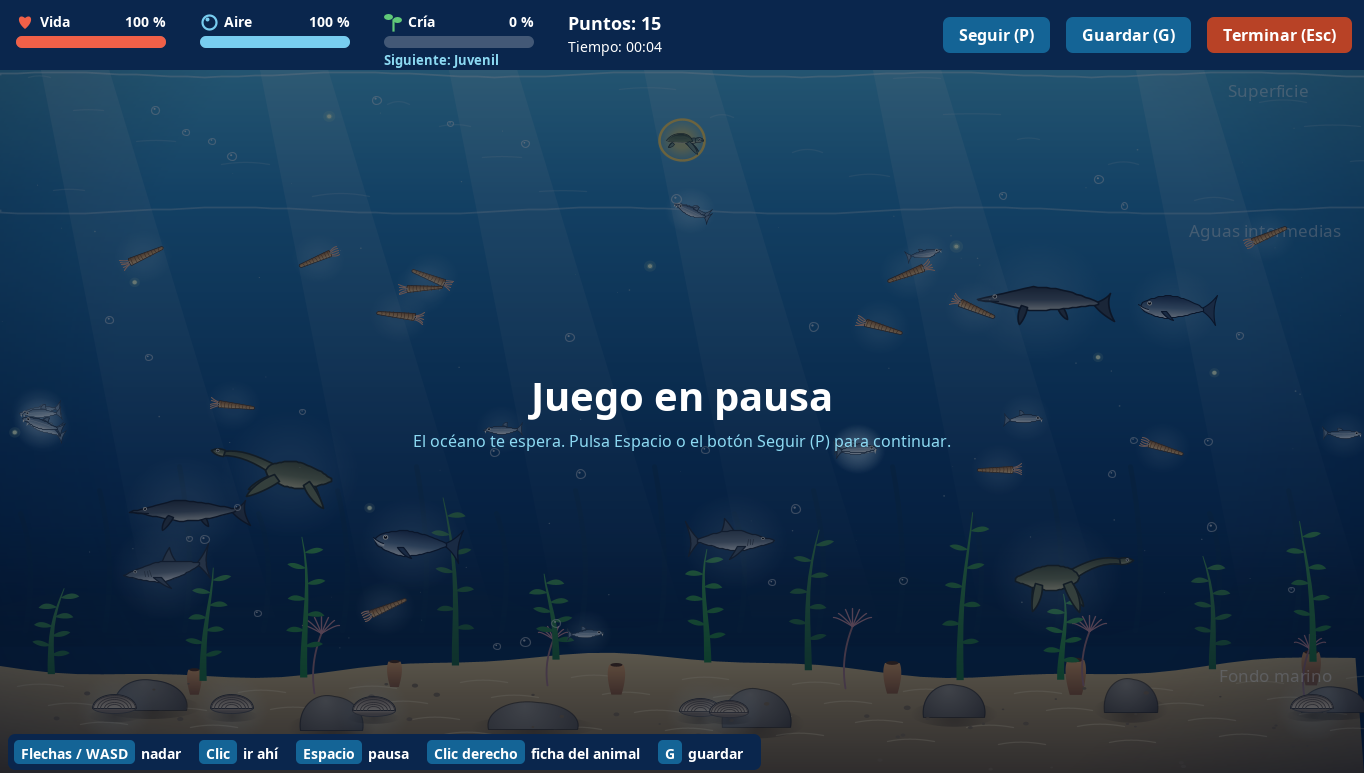 Vida 100 %
Aire 100 %
Cría 0 %
Siguiente: Juvenil
Puntos: 15
Tiempo: 00:04
Seguir (P)
Guardar (G)
Terminar (Esc)
Superficie
Aguas intermedias
Juego en pausa
El océano te espera. Pulsa Espacio o el botón Seguir (P) para continuar.
Fondo marino
Flechas / WASD nadar Clic ir ahí Espacio pausa Clic derecho ficha del animal G guardar